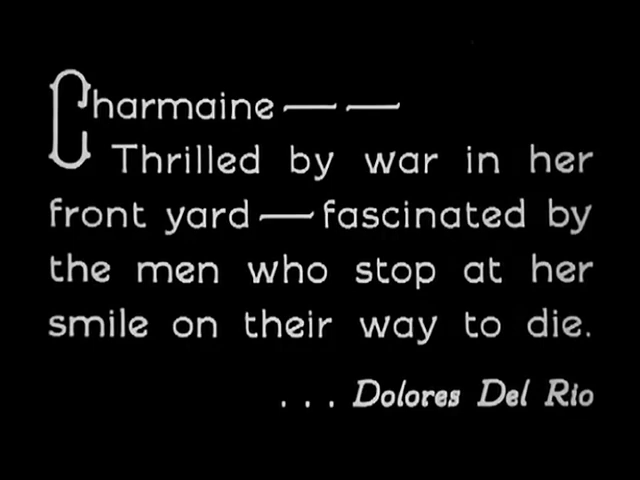 Charmaine — —
Thrilled by war in her
front yard — fascinated by
the men who stop at her
smile on their way to die.
. . . Dolores Del Rio